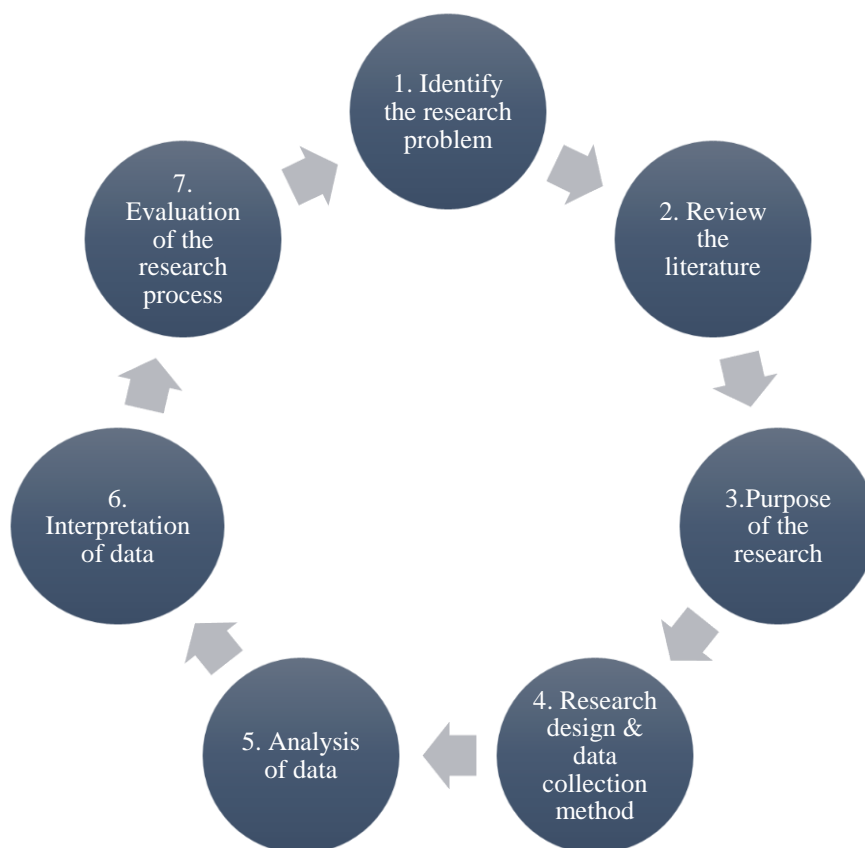 1. Identify
the research
problem
2. Review
the
literature
3.Purpose
of the
research
4. Research
design &
data
collection
method
5. Analysis
of data
6.
Interpretation
of data
7.
Evaluation
of the
research
process